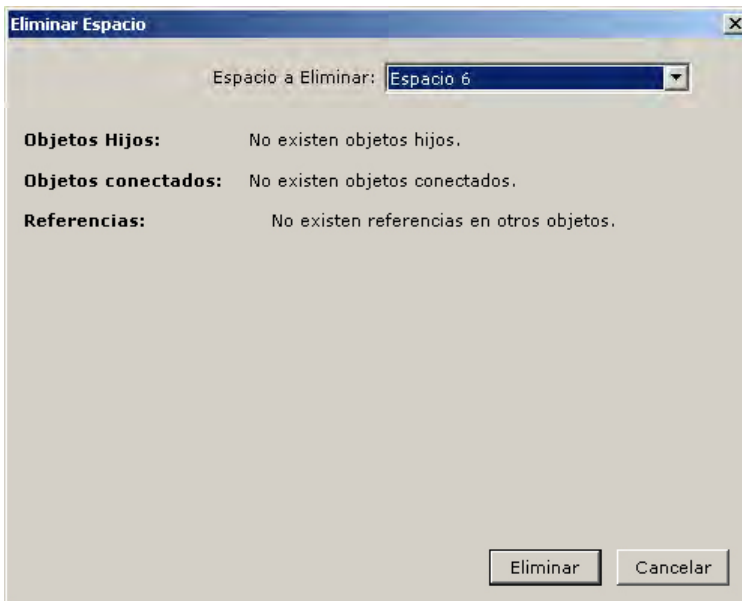 Eliminar Espacio
Espacio a Eliminar: Espacio 6
Objetos Hijos: No existen objetos hijos.
Objetos conectados: No existen objetos conectados.
Referencias: No existen referencias en otros objetos.
Eliminar Cancelar